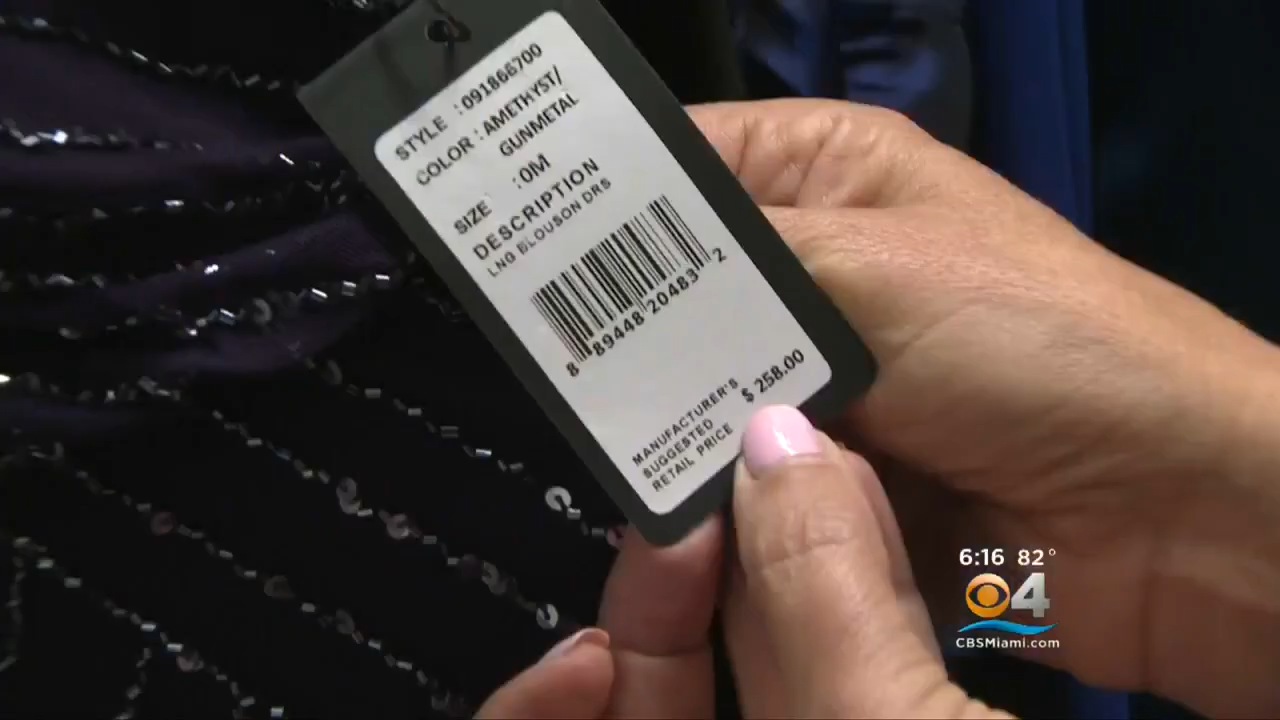 STYLE :091866700
COLOR : AMETHYST/
GUNMETAL
SIZE :0M
DESCRIPTION
LNG BLOUSON DRS
8 89448 20483 2
MANUFACTURER'S
SUGGESTED
RETAIL PRICE $ 258.00
6:16 82°
4
CBSMiami.com